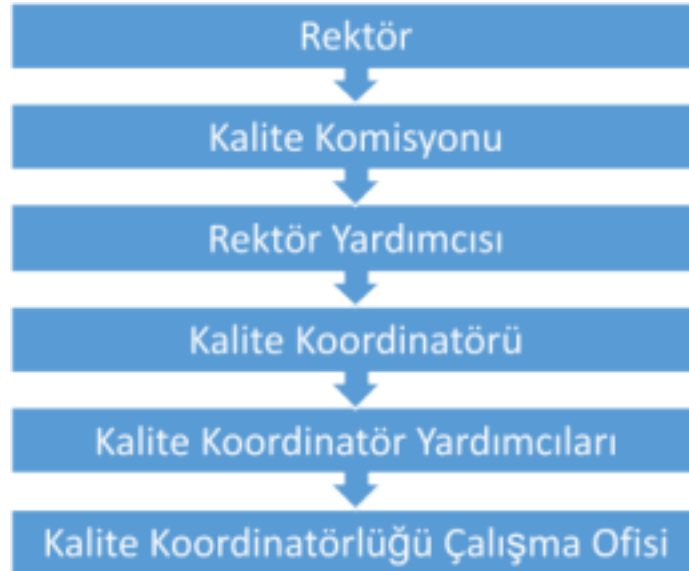 Rektör
Kalite Komisyonu
Rektör Yardımcısı
Kalite Koordinatörü
Kalite Koordinatör Yardımcıları
Kalite Koordinatörlüğü Çalışma Ofisi